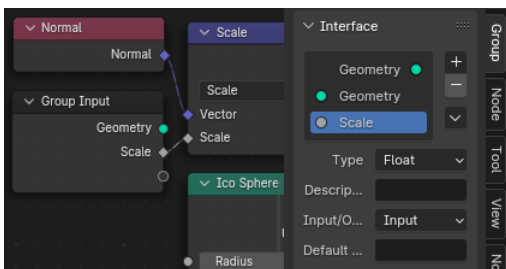 Normal
Normal
Group Input
Geometry
Scale
Scale
Scale
Vector
Scale
Ico Sphere
Radius
Interface
Geometry
Geometry
Scale
Type Float
Descrip...
Input/O... Input
Default ...
Group
Node
Tool
View